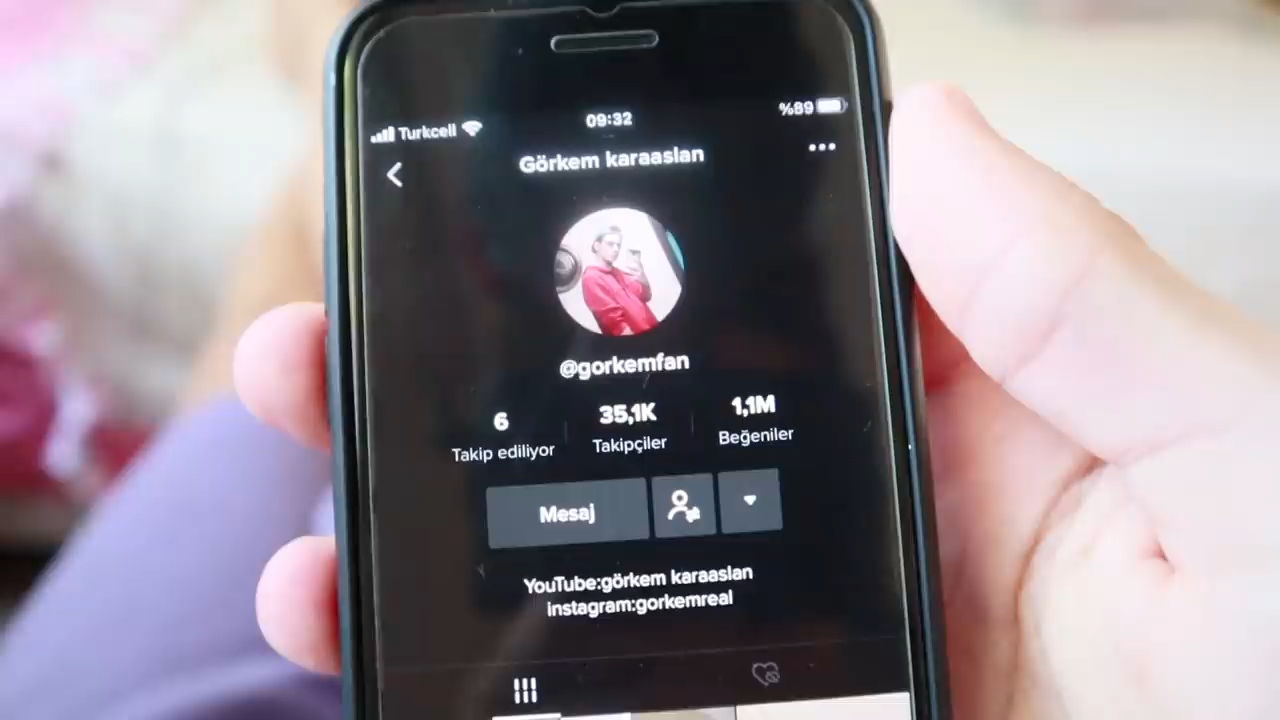 Turkcell 09:32 %89
Görkem karaaslan
@gorkemfan
6 35,1K 1,1M
Takip ediliyor Takipçiler Beğeniler
Mesaj
YouTube:görkem karaaslan
instagram:gorkemreal